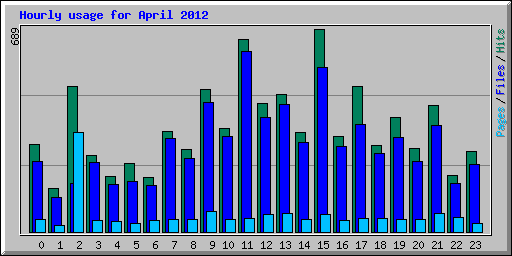 Hourly usage for April 2012
689
Pages / Files / Hits
0 1 2 3 4 5 6 7 8 9 10 11 12 13 14 15 16 17 18 19 20 21 22 23